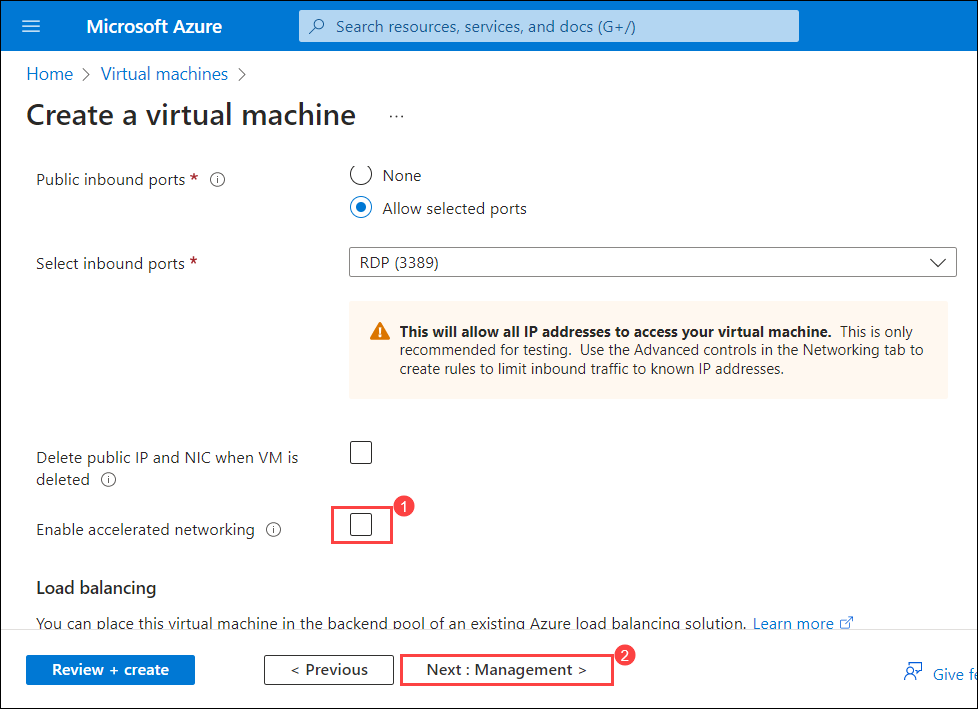 Microsoft Azure
Search resources, services, and docs (G+/)
Home > Virtual machines >
Create a virtual machine ...
Public inbound ports *
None
Allow selected ports
Select inbound ports *
RDP (3389)
This will allow all IP addresses to access your virtual machine. This is only
recommended for testing. Use the Advanced controls in the Networking tab to
create rules to limit inbound traffic to known IP addresses.
Delete public IP and NIC when VM is
deleted
Enable accelerated networking
1
Load balancing
You can place this virtual machine in the backend pool of an existing Azure load balancing solution. Learn more
Review + create
< Previous
Next : Management >
2
Give fe